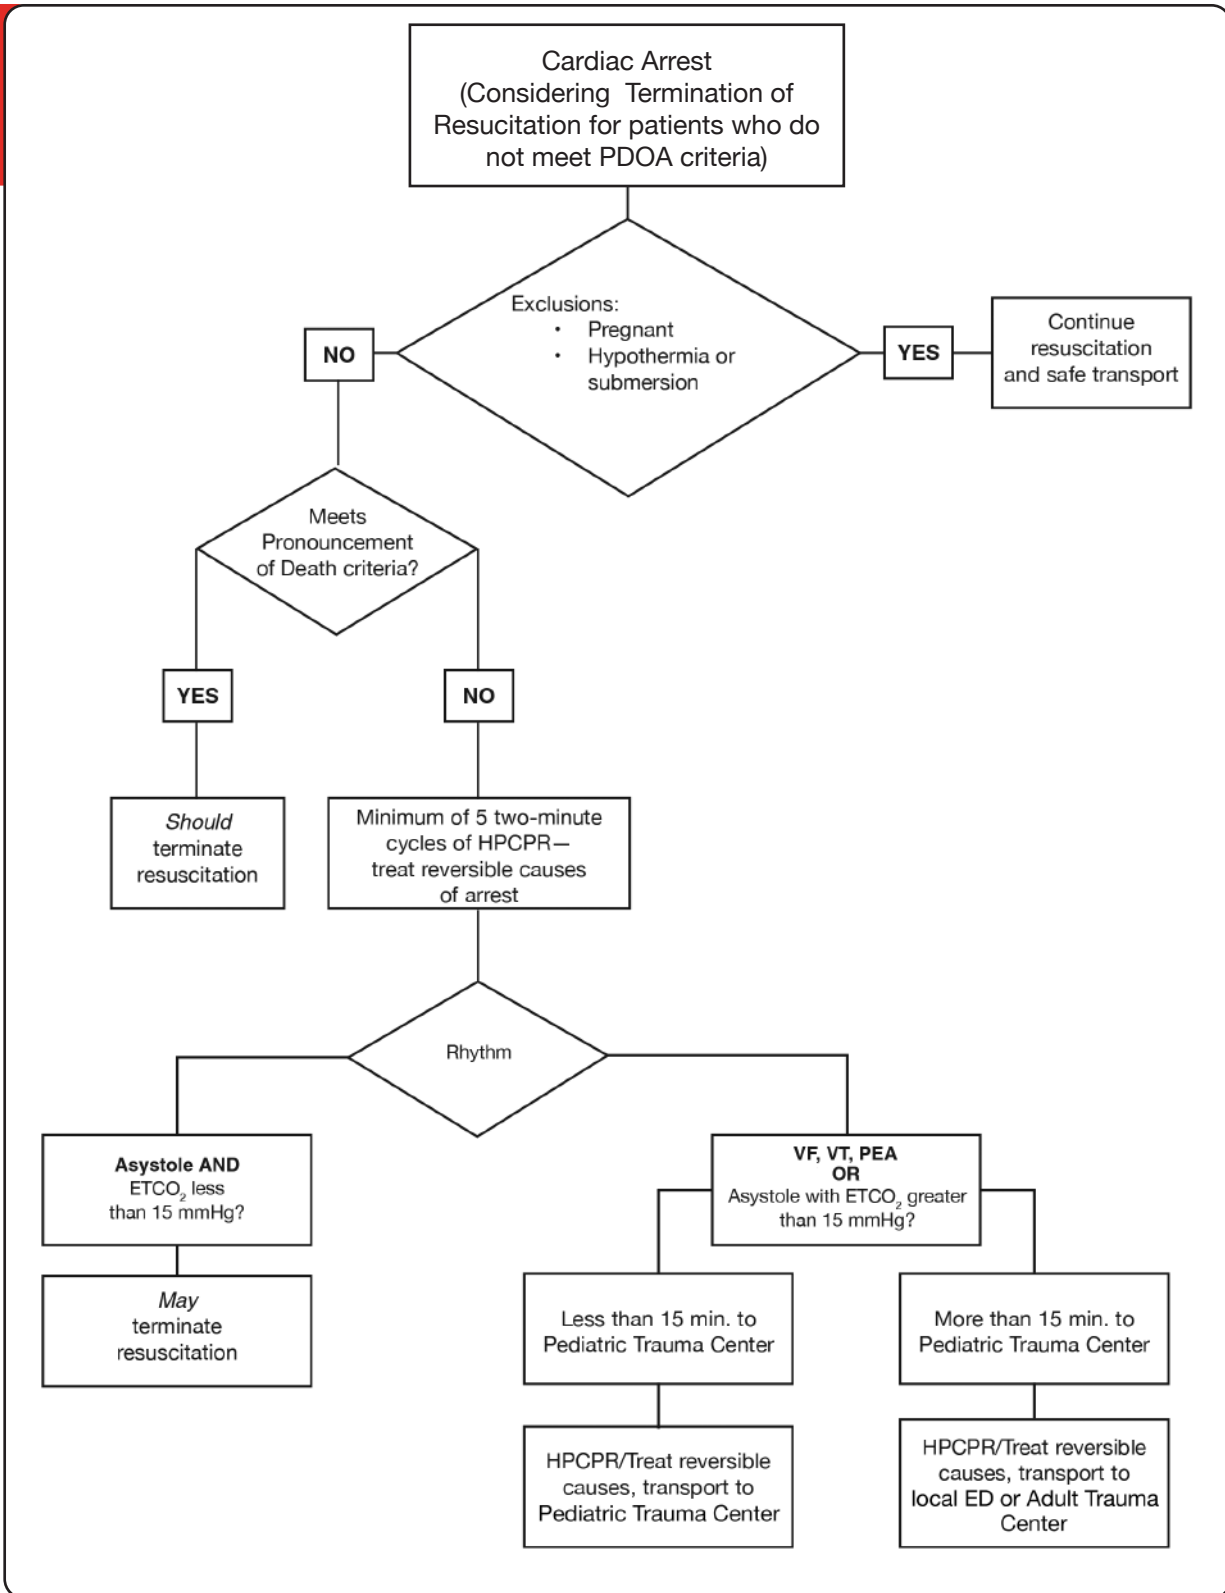 Cardiac Arrest
(Considering  Termination of
Resucitation for patients who do
not meet PDOA criteria)
Exclusions:
• Pregnant
• Hypothermia or
submersion
NO
YES
Continue
resuscitation
and safe transport
Meets
Pronouncement
of Death criteria?
YES
NO
Should
terminate
resuscitation
Minimum of 5 two-minute
cycles of HPCPR—
treat reversible causes
of arrest
Rhythm
Asystole AND
ETCO₂ less
than 15 mmHg?
May
terminate
resuscitation
VF, VT, PEA
OR
Asystole with ETCO₂ greater
than 15 mmHg?
Less than 15 min. to
Pediatric Trauma Center
More than 15 min. to
Pediatric Trauma Center
HPCPR/Treat reversible
causes, transport to
Pediatric Trauma Center
HPCPR/Treat reversible
causes, transport to
local ED or Adult Trauma
Center